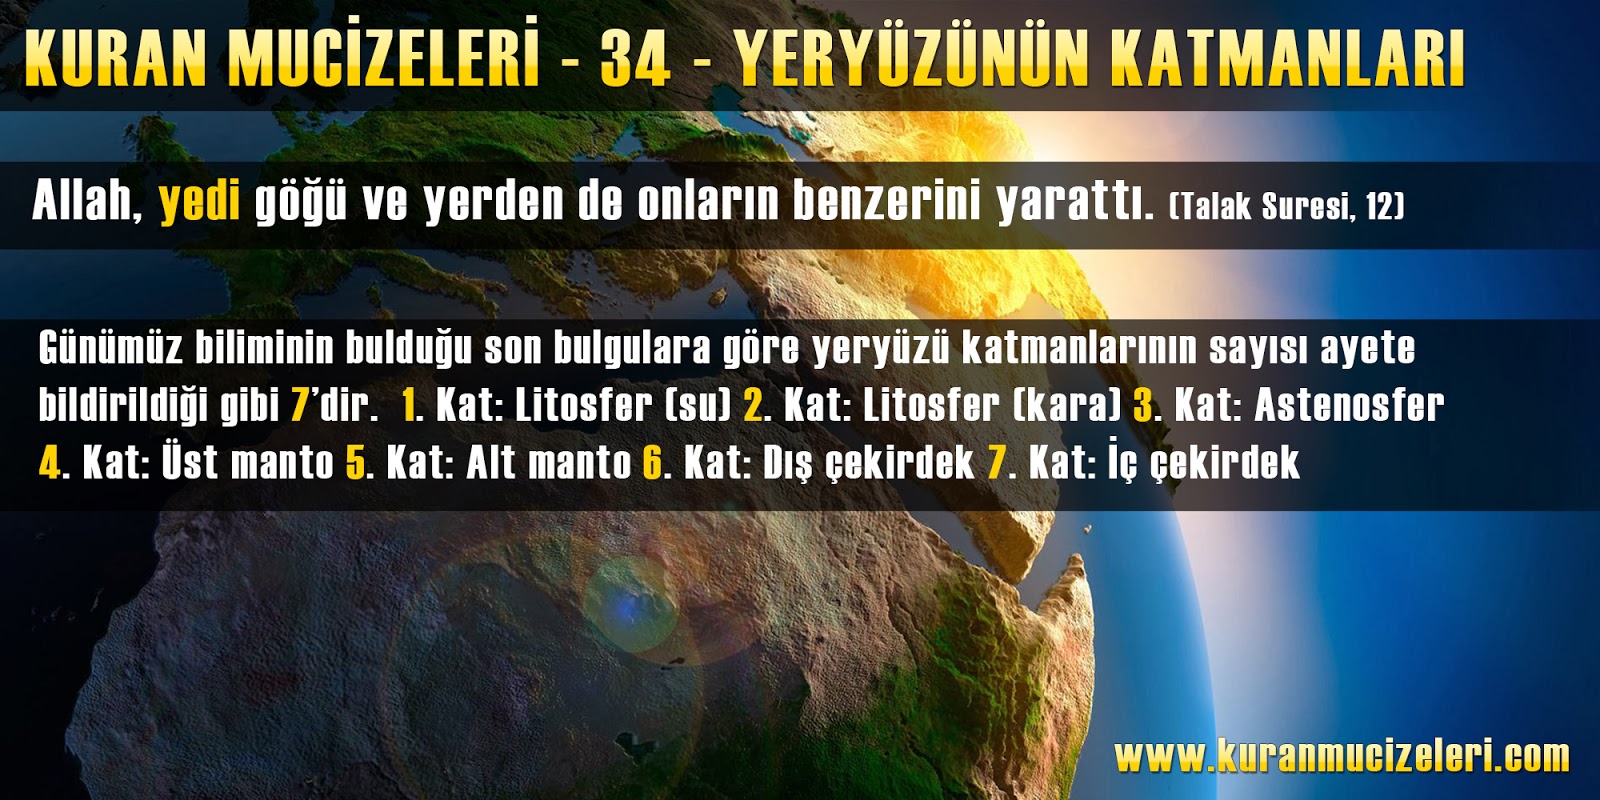 KURAN MUCİZELERİ - 34 - YERYÜZÜNÜN KATMANLARI
Allah, yedi göğü ve yerden de onların benzerini yarattı. (Talak Suresi, 12)
Günümüz biliminin bulduğu son bulgulara göre yeryüzü katmanlarının sayısı ayete
bildirildiği gibi 7'dir. 1. Kat: Litosfer (su) 2. Kat: Litosfer (kara) 3. Kat: Astenosfer
4. Kat: Üst manto 5. Kat: Alt manto 6. Kat: Dış çekirdek 7. Kat: İç çekirdek
www.kuranmucizeleri.com